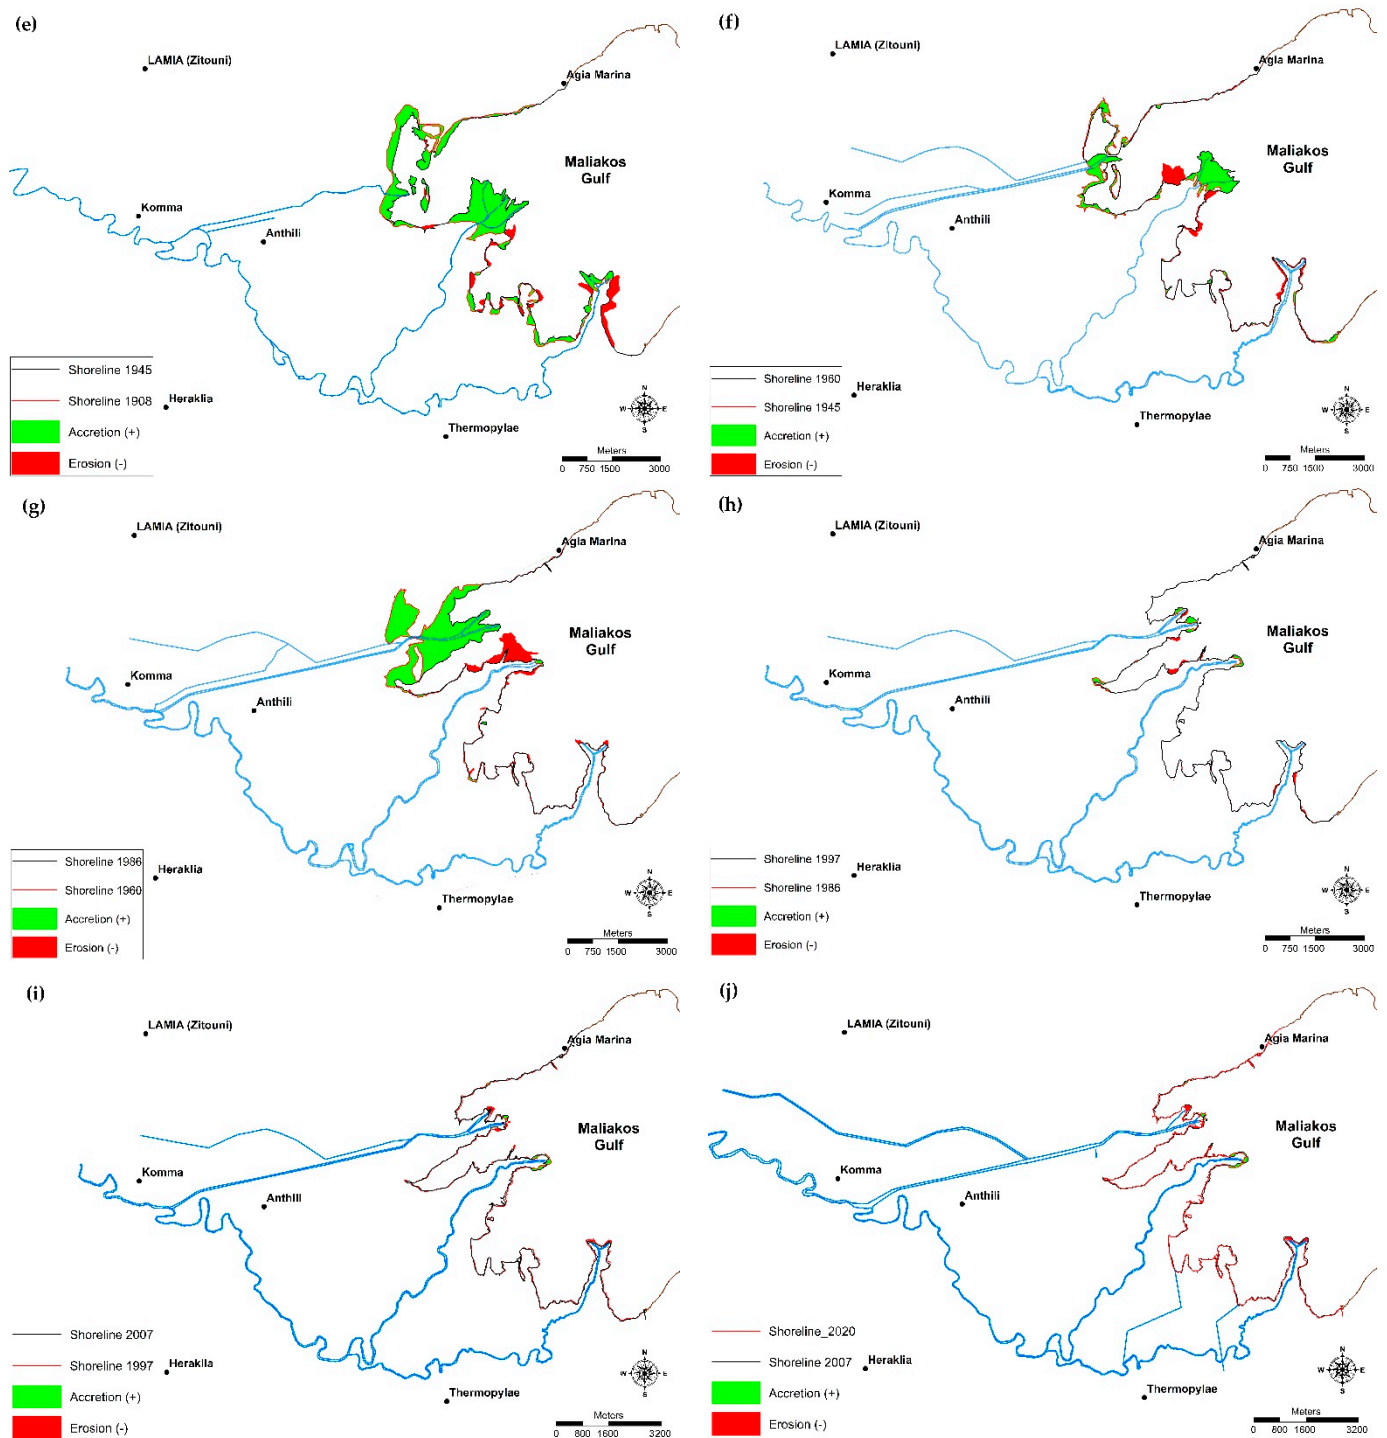 (e)
LAMIA (Zitouni)
Agia Marina
Maliakos
Gulf
Komma
Anthili
Shoreline 1945
Shoreline 1908
Accretion (+)
Erosion (-)
Heraklia
Thermopylae
N
W E
S
Meters
0 750 1500 3000
(f)
LAMIA (Zitouni)
Agia Marina
Maliakos
Gulf
Komma
Anthili
Shoreline 1960
Shoreline 1945
Accretion (+)
Erosion (-)
Heraklia
Thermopylae
N
W E
S
Meters
0 750 1500 3000
(g)
LAMIA (Zitouni)
Agia Marina
Maliakos
Gulf
Komma
Anthili
Shoreline 1986
Shoreline 1960
Accretion (+)
Erosion (-)
Heraklia
Thermopylae
N
W E
S
Meters
0 750 1500 3000
(h)
LAMIA (Zitouni)
Agia Marina
Maliakos
Gulf
Komma
Anthili
Shoreline 1997
Shoreline 1986
Accretion (+)
Erosion (-)
Heraklia
Thermopylae
N
W E
S
Meters
0 750 1500 3000
(i)
LAMIA (Zitouni)
Agia Marina
Maliakos
Gulf
Komma
Anthili
Shoreline 2007
Shoreline 1997
Accretion (+)
Erosion (-)
Heraklia
Thermopylae
N
W E
S
Meters
0 800 1600 3200
(j)
LAMIA (Zitouni)
Agia Marina
Maliakos
Gulf
Komma
Anthili
Shoreline_2020
Shoreline 2007
Accretion (+)
Erosion (-)
Heraklia
Thermopylae
N
W E
S
Meters
0 800 1600 3200